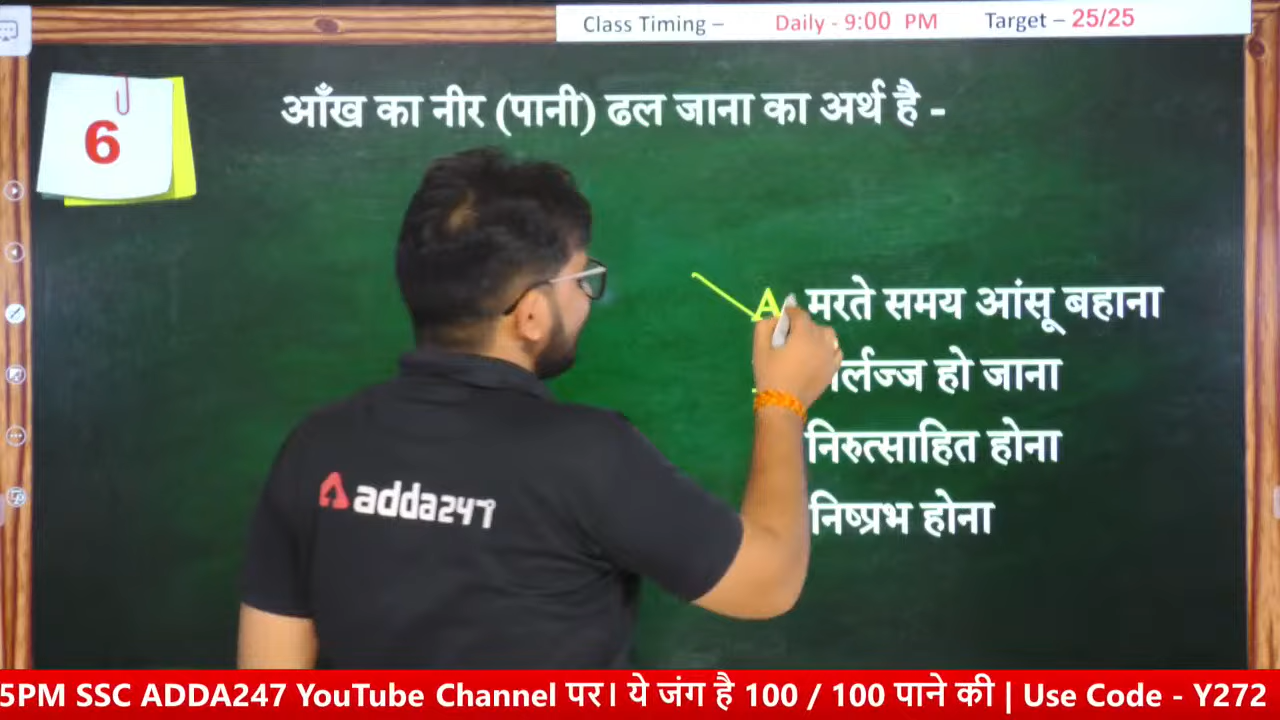 Class Timing – Daily - 9:00 PM Target – 25/25
6
आँख का नीर (पानी) ढल जाना का अर्थ है -
A मरते समय आंसू बहाना
हो जाना
निरुत्साहित होना
निष्प्रभ होना
adda247
5PM SSC ADDA247 YouTube Channel पर। ये जंग है 100 / 100 पाने की | Use Code - Y272